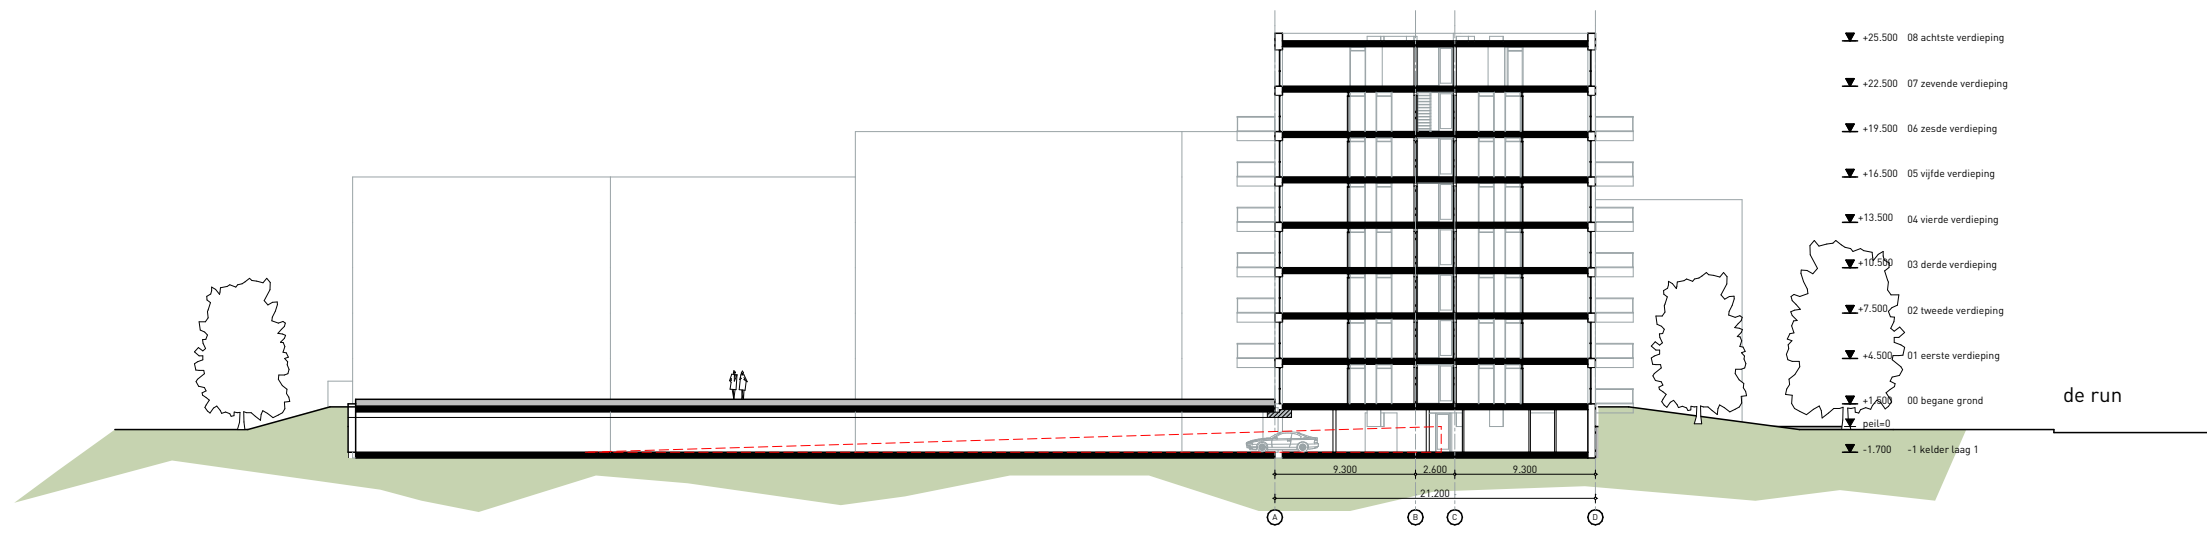 +25.500 08 achtste verdieping
+22.500 07 zevende verdieping
+19.500 06 zesde verdieping
+16.500 05 vijfde verdieping
+13.500 04 vierde verdieping
+10.500 03 derde verdieping
+7.500 02 tweede verdieping
+4.500 01 eerste verdieping
+1.500 00 begane grond
de run
peil=0
-1.700 -1 kelder laag 1
9.300 2.600 9.300
21.200
A B C D